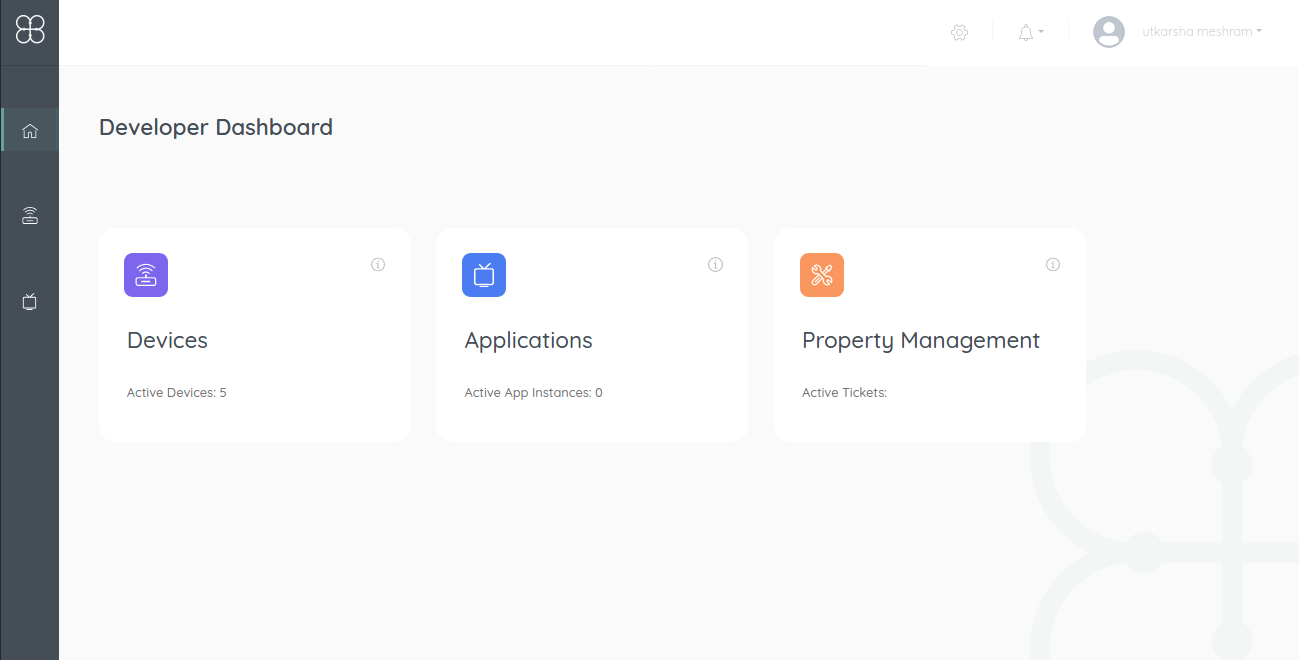 utkarsha meshram
Developer Dashboard
Devices
Active Devices: 5
Applications
Active App Instances: 0
Property Management
Active Tickets: